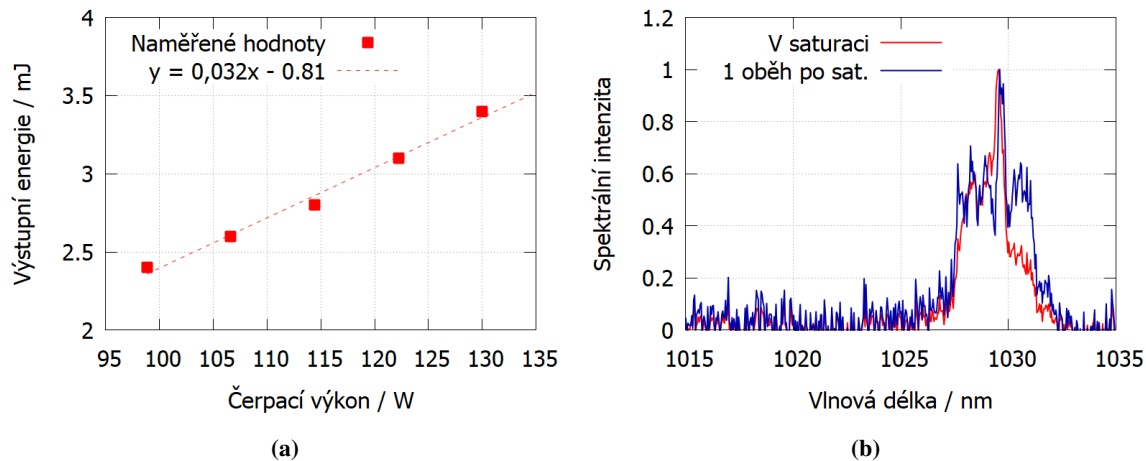 4
3.5
3
2.5
2
Výstupní energie / mJ
Naměřené hodnoty
y = 0,032x - 0.81
95 100 105 110 115 120 125 130 135
Čerpací výkon / W
(a)
1.2
1
0.8
0.6
0.4
0.2
0
Spektrální intenzita
V saturaci
1 oběh po sat.
1015 1020 1025 1030 1035
Vlnová délka / nm
(b)